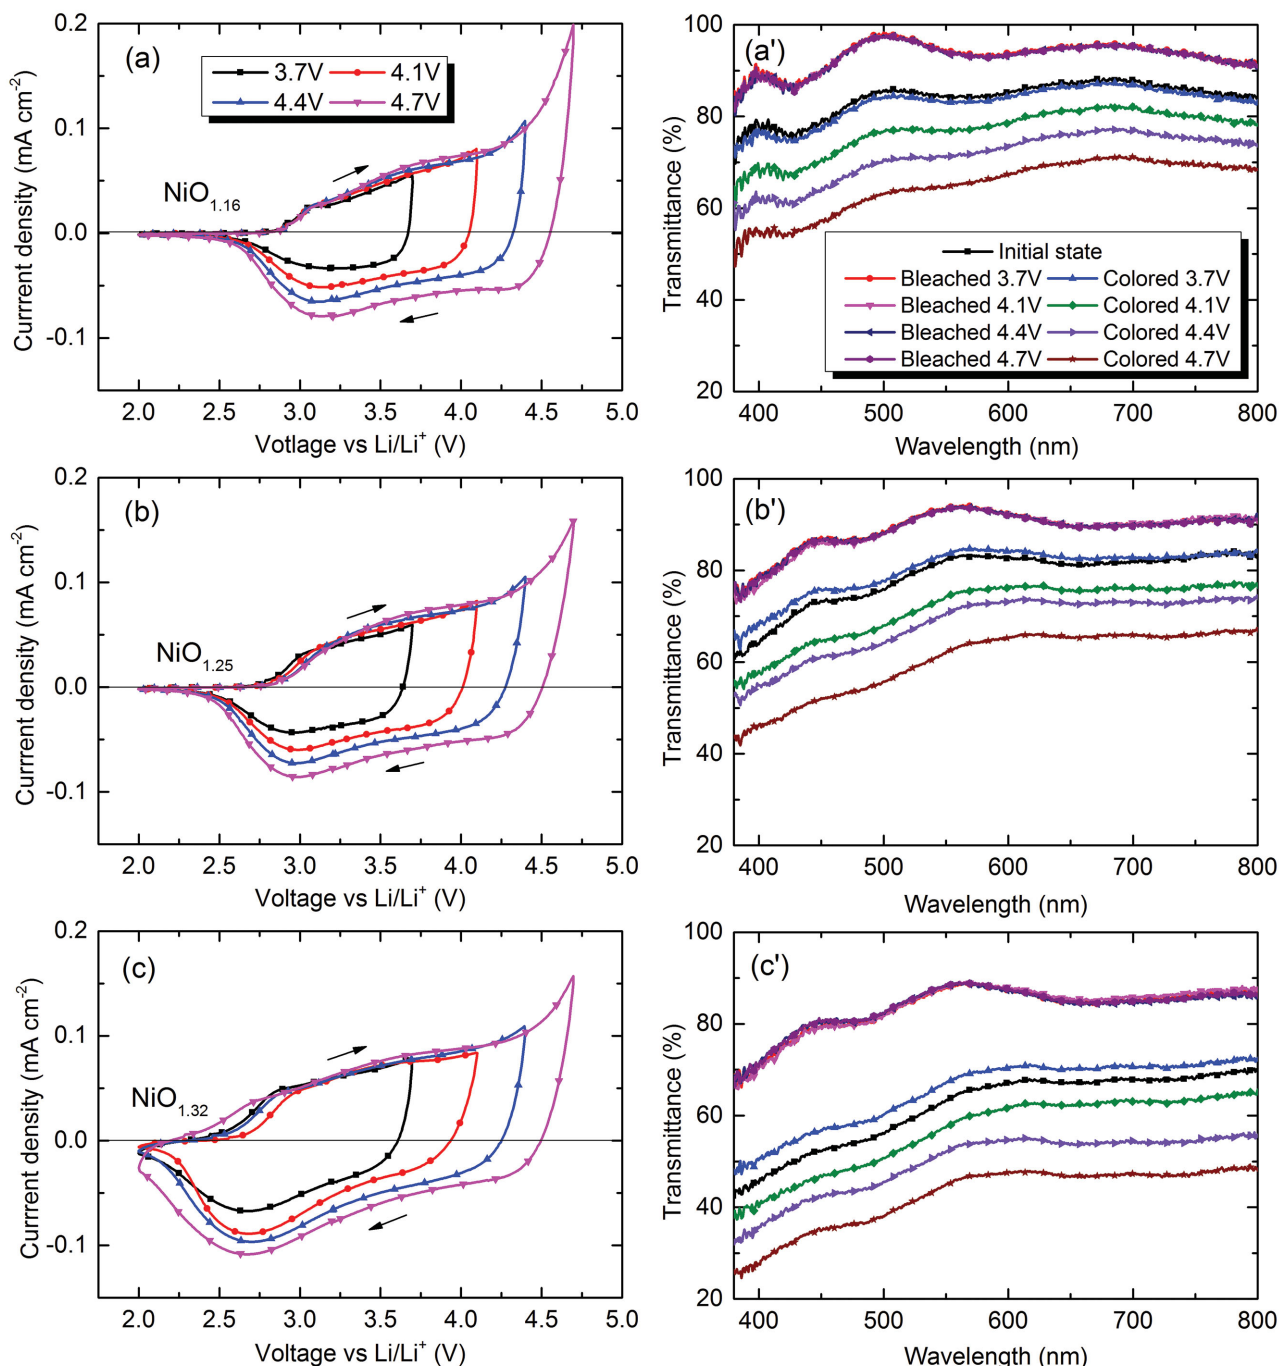 (a)
3.7V 4.1V
4.4V 4.7V
NiO1.16
Currrent density (mA cm-2)
0.2
0.1
0.0
-0.1
2.0 2.5 3.0 3.5 4.0 4.5 5.0
Votlage vs Li/Li+ (V)
(a')
Transmittance (%)
100
80
60
40
20
Initial state
Bleached 3.7V Colored 3.7V
Bleached 4.1V Colored 4.1V
Bleached 4.4V Colored 4.4V
Bleached 4.7V Colored 4.7V
400 500 600 700 800
Wavelength (nm)
(b)
NiO1.25
Currrent density (mA cm-2)
0.2
0.1
0.0
-0.1
2.0 2.5 3.0 3.5 4.0 4.5 5.0
Voltage vs Li/Li+ (V)
(b')
Transmittance (%)
100
80
60
40
20
400 500 600 700 800
Wavelength (nm)
(c)
NiO1.32
Currrent density (mA cm-2)
0.2
0.1
0.0
-0.1
2.0 2.5 3.0 3.5 4.0 4.5 5.0
Voltage vs Li/Li+ (V)
(c')
Transmittance (%)
100
80
60
40
20
400 500 600 700 800
Wavelength (nm)